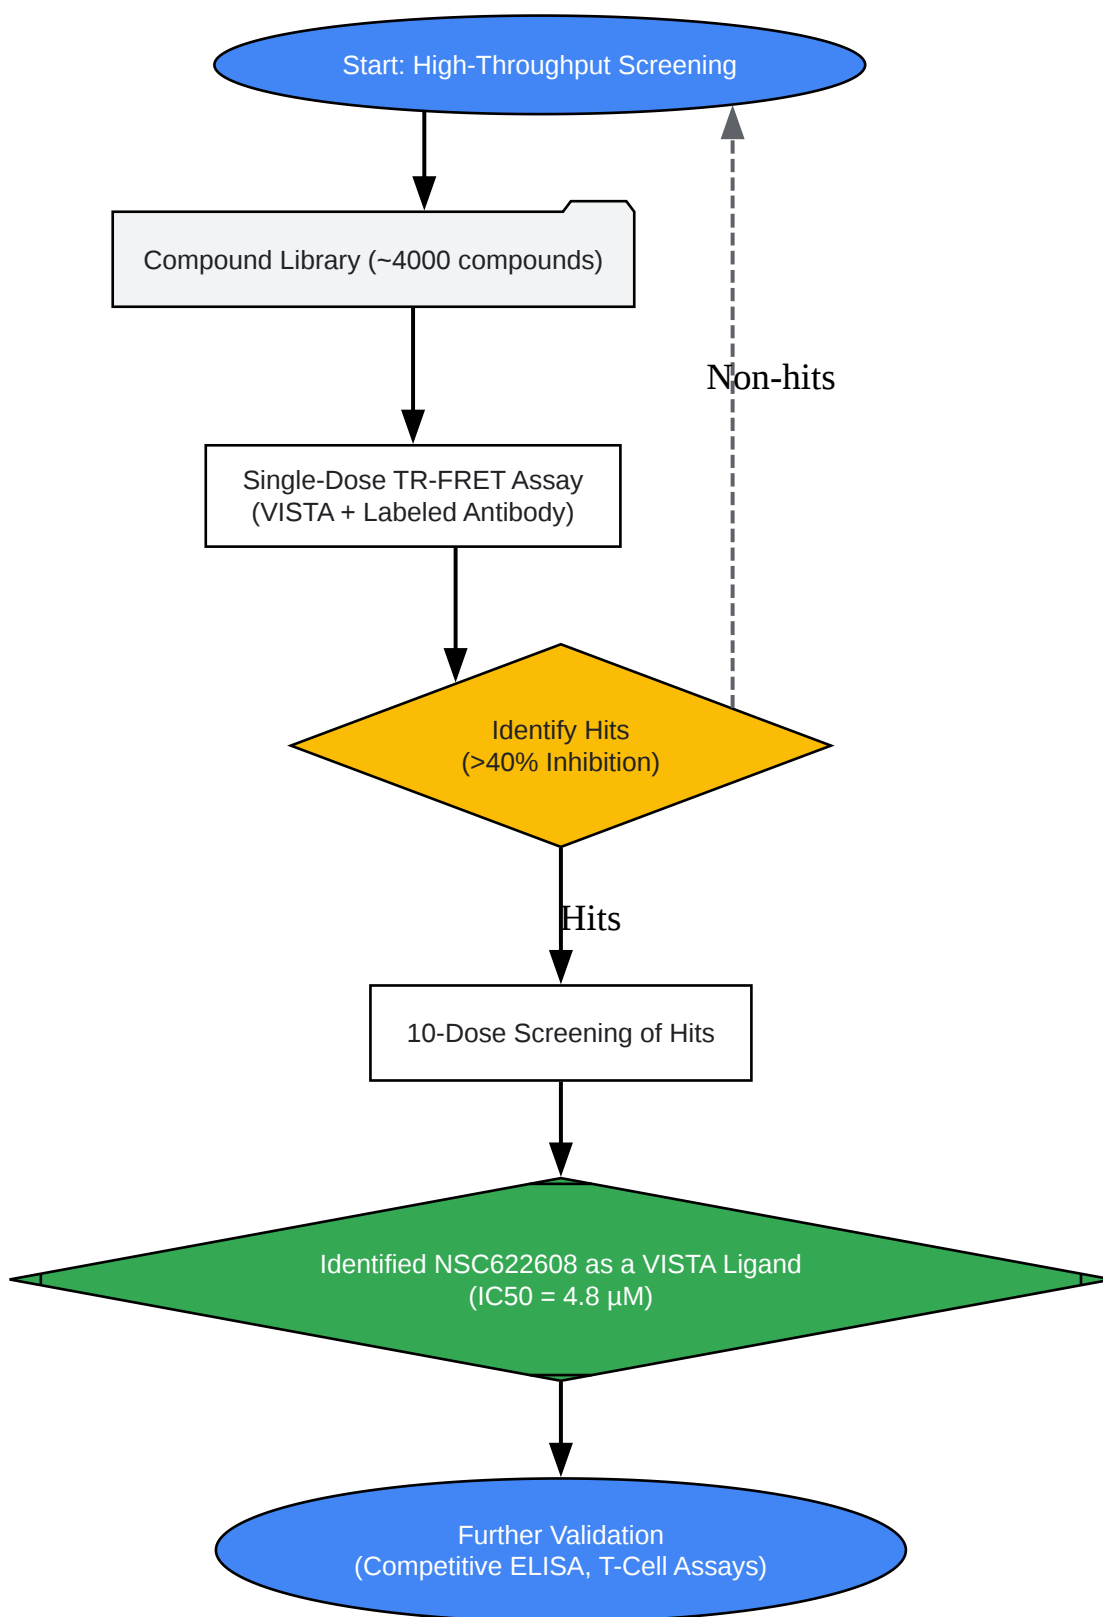 Start: High-Throughput Screening
Compound Library (~4000 compounds)
Non-hits
Single-Dose TR-FRET Assay
(VISTA + Labeled Antibody)
Identify Hits
(>40% Inhibition)
Hits
10-Dose Screening of Hits
Identified NSC622608 as a VISTA Ligand
(IC50 = 4.8 µM)
Further Validation
(Competitive ELISA, T-Cell Assays)